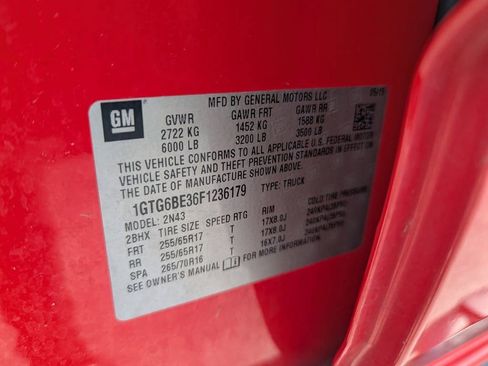 GM
MFD BY GENERAL MOTORS LLC 05/15
GVWR GAWR FRT GAWR RR
2722 KG 1452 KG 1588 KG
6000 LB 3200 LB 3500 LB
THIS VEHICLE CONFORMS TO ALL APPLICABLE U.S. FEDERAL MOTOR
VEHICLE SAFETY AND THEFT PREVENTION STANDARDS IN EFFECT ON
THE DATE OF MANUFACTURE SHOWN ABOVE.
1GTG6BE36F1236179 TYPE: TRUCK
MODEL: 2N43
2BHX TIRE SIZE SPEED RTG RIM COLD TIRE PRESSURE
FRT 255/65R17 T 17X8.0J
RR 255/65R17 T 17X8.0J
SPA 265/70R16 T 16X7.0J
SEE OWNER'S MANUAL FOR MORE INFORMATION.